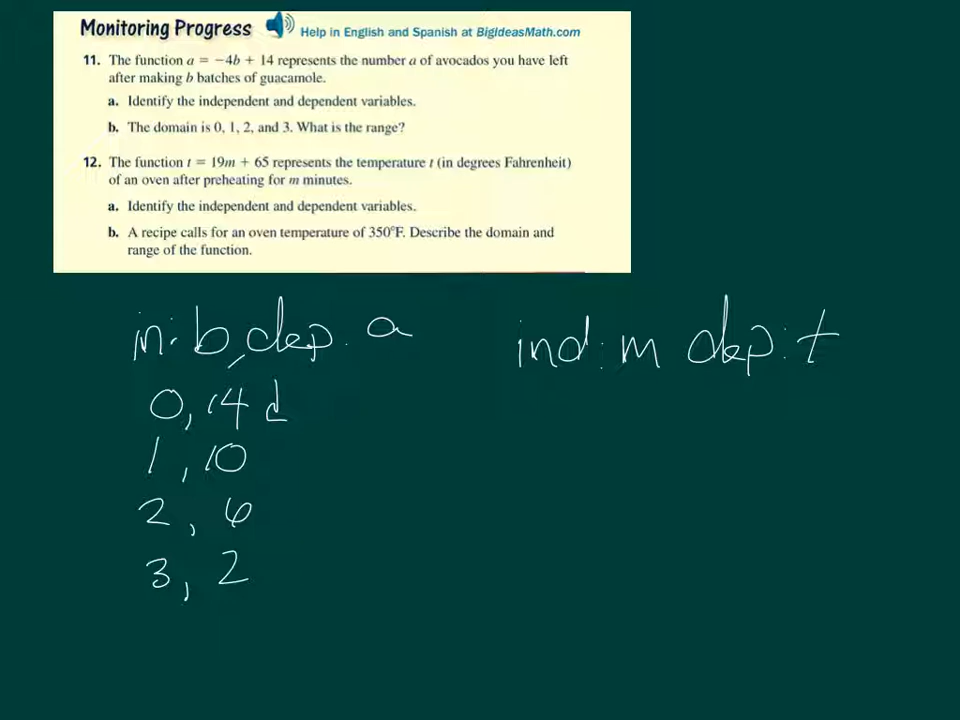 Monitoring Progress Help in English and Spanish at BigIdeasMath.com
11. The function a = −4b + 14 represents the number a of avocados you have left
after making b batches of guacamole.
a. Identify the independent and dependent variables.
b. The domain is 0, 1, 2, and 3. What is the range?
12. The function t = 19m + 65 represents the temperature t (in degrees Fahrenheit)
of an oven after preheating for m minutes.
a. Identify the independent and dependent variables.
b. A recipe calls for an oven temperature of 350°F. Describe the domain and
range of the function.
in: b, dep. a
ind: m dep: t
0, 14
1, 10
2, 6
3, 2